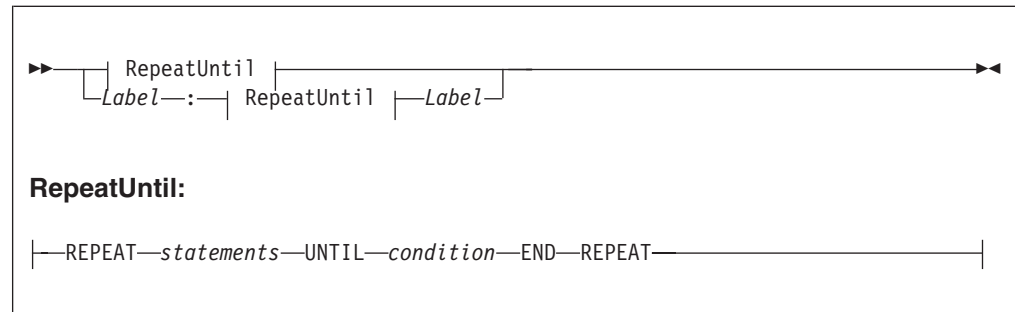 RepeatUntil
Label : RepeatUntil Label
RepeatUntil:
REPEAT statements UNTIL condition END REPEAT